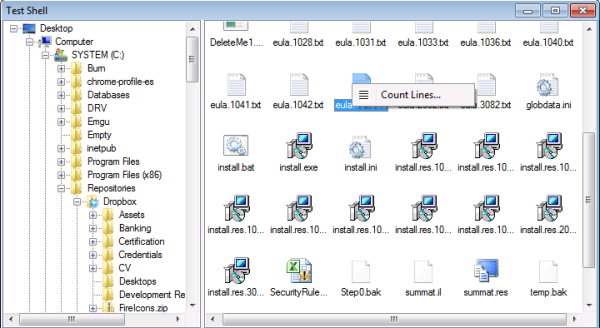 Test Shell
Desktop
Computer
SYSTEM (C:)
Bum
chrome-profile-es
Databases
DRV
Emgu
Empty
inetpub
Program Files
Program Files (x86)
Repositories
Dropbox
Assets
Banking
Certification
Credentials
CV
Desktops
Development Re
FireIcons.zip
DeleteMe1.... eula.1028.txt eula.1031.txt eula.1033.txt eula.1036.txt eula.1040.txt
Count Lines...
eula.1041.txt eula.1042.txt eula.3082.txt globdata.ini
install.bat install.exe install.ini install.res.10... install.res.10... install.res.10...
install.res.10... install.res.10... install.res.10... install.res.10... install.res.10... install.res.20...
install.res.30... SecurityRule... Step0.bak summat.il summat.res temp.bak